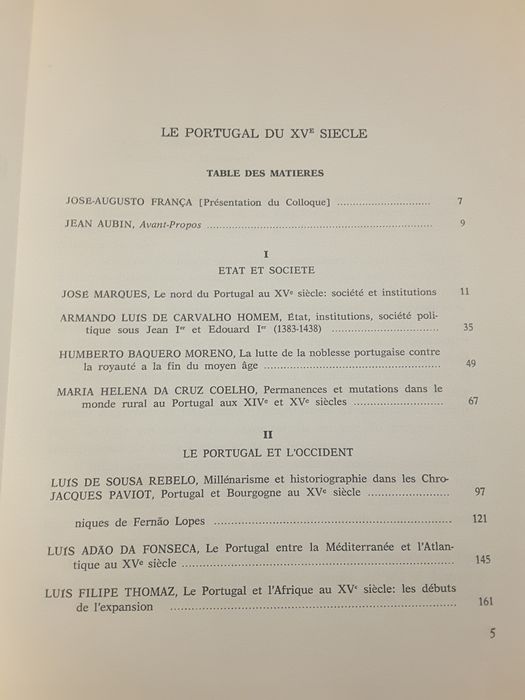 LE PORTUGAL DU XVᴱ SIECLE
TABLE DES MATIERES
JOSE-AUGUSTO FRANÇA [Présentation du Colloque] .............................. 7
JEAN AUBIN, Avant-Propos .............................................................. 9
I
ETAT ET SOCIETE
JOSÉ MARQUES, Le nord du Portugal au XVᵉ siècle: société et institutions 11
ARMANDO LUIS DE CARVALHO HOMEM, État, institutions, société poli-
tique sous Jean Iᵉʳ et Edouard Iᵉʳ (1383-1438) .................................. 35
HUMBERTO BAQUERO MORENO, La lutte de la noblesse portugaise contre
la royauté a la fin du moyen âge .................................................. 49
MARIA HELENA DA CRUZ COELHO, Permanences et mutations dans le
monde rural au Portugal aux XIVᵉ et XVᵉ siècles ........................ 67
II
LE PORTUGAL ET L'OCCIDENT
LUIS DE SOUSA REBELO, Millénarisme et historiographie dans les Chro-
JACQUES PAVIOT, Portugal et Bourgogne au XVᵉ siècle ...................... 97
niques de Fernão Lopes .............................................................. 121
LUÍS ADÃO DA FONSECA, Le Portugal entre la Méditerranée et l'Atlan-
tique au XVᵉ siècle ........................................................................ 145
LUÍS FILIPE THOMAZ, Le Portugal et l'Afrique au XVᵉ siècle: les débuts
de l'expansion .............................................................................. 161
5